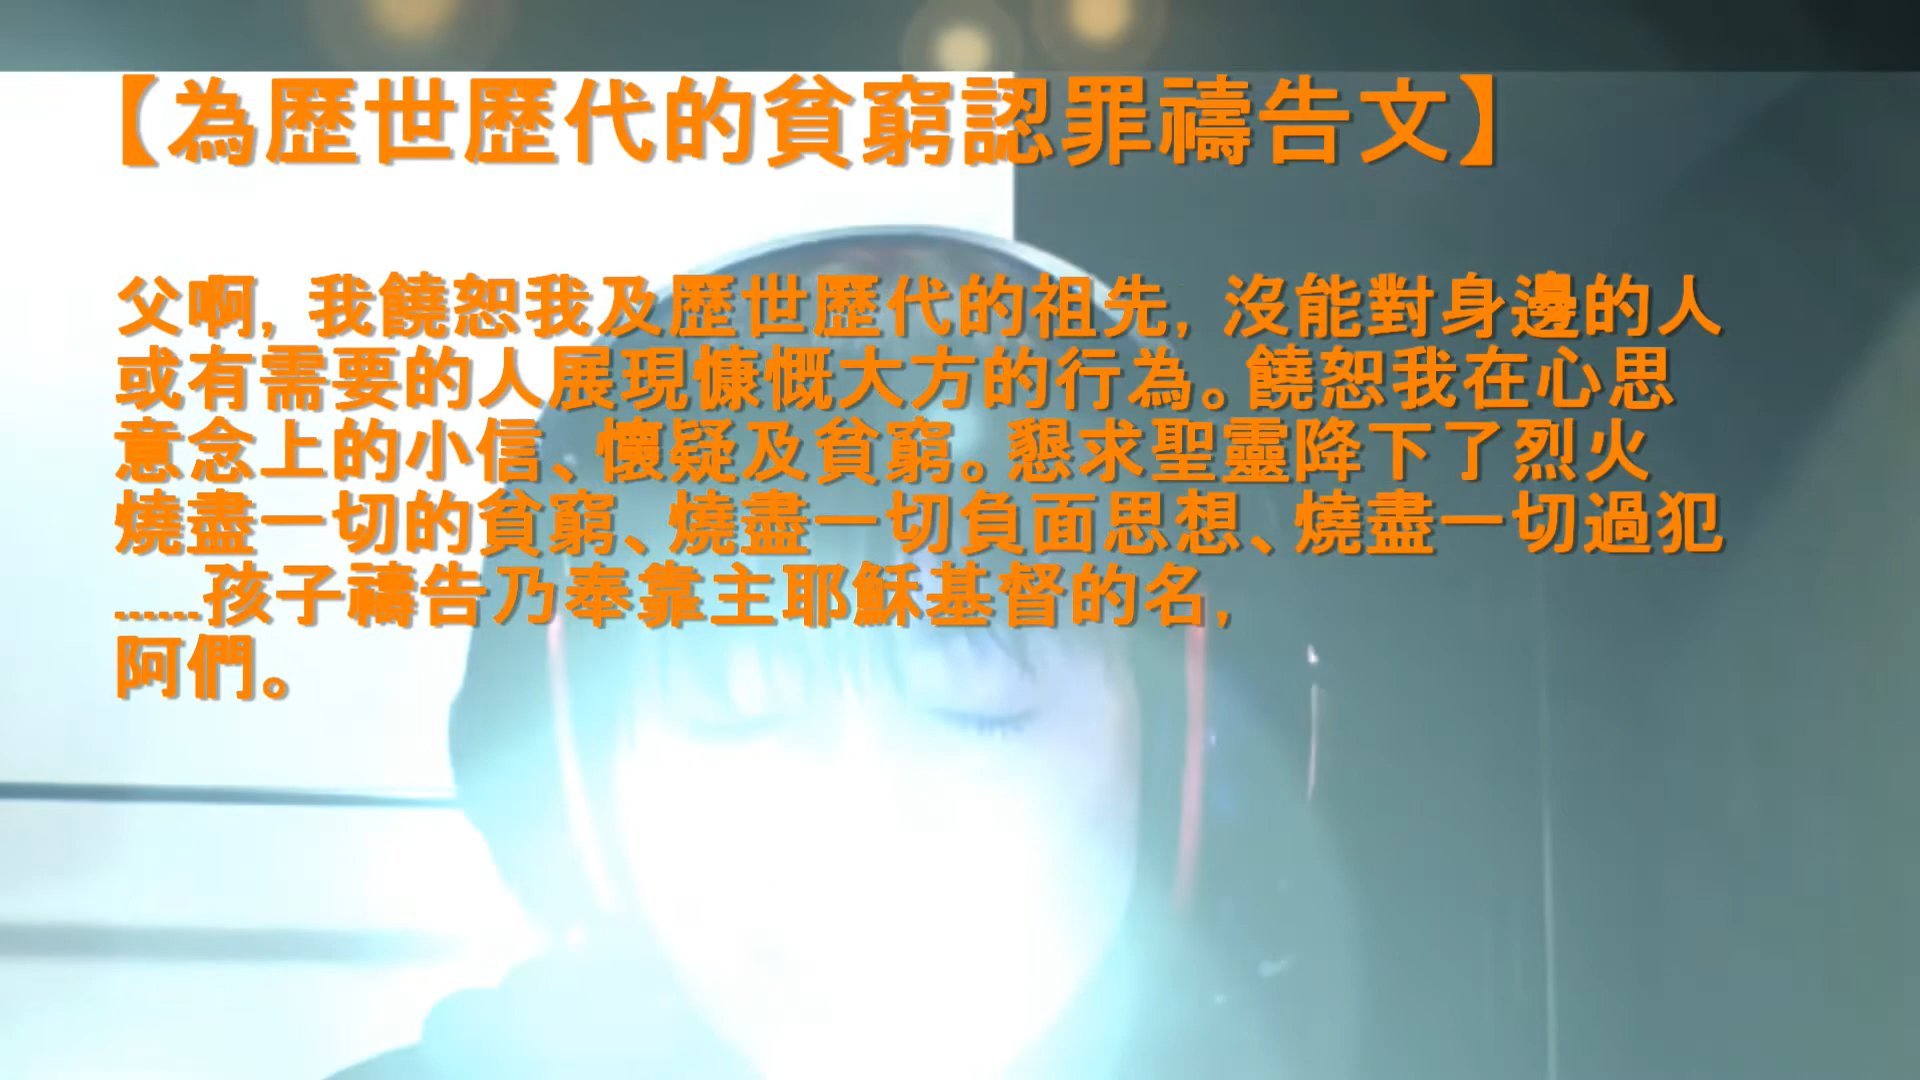 【為歷世歷代的貧窮認罪禱告文】
父啊，我饒恕我及歷世歷代的祖先，沒能對身邊的人
或有需要的人展現慷慨大方的行為。饒恕我在心思
意念上的小信、懷疑及貧窮。懇求聖靈降下了烈火
燒盡一切的貧窮、燒盡一切負面思想、燒盡一切過犯
......孩子禱告乃奉靠主耶穌基督的名，
阿們。